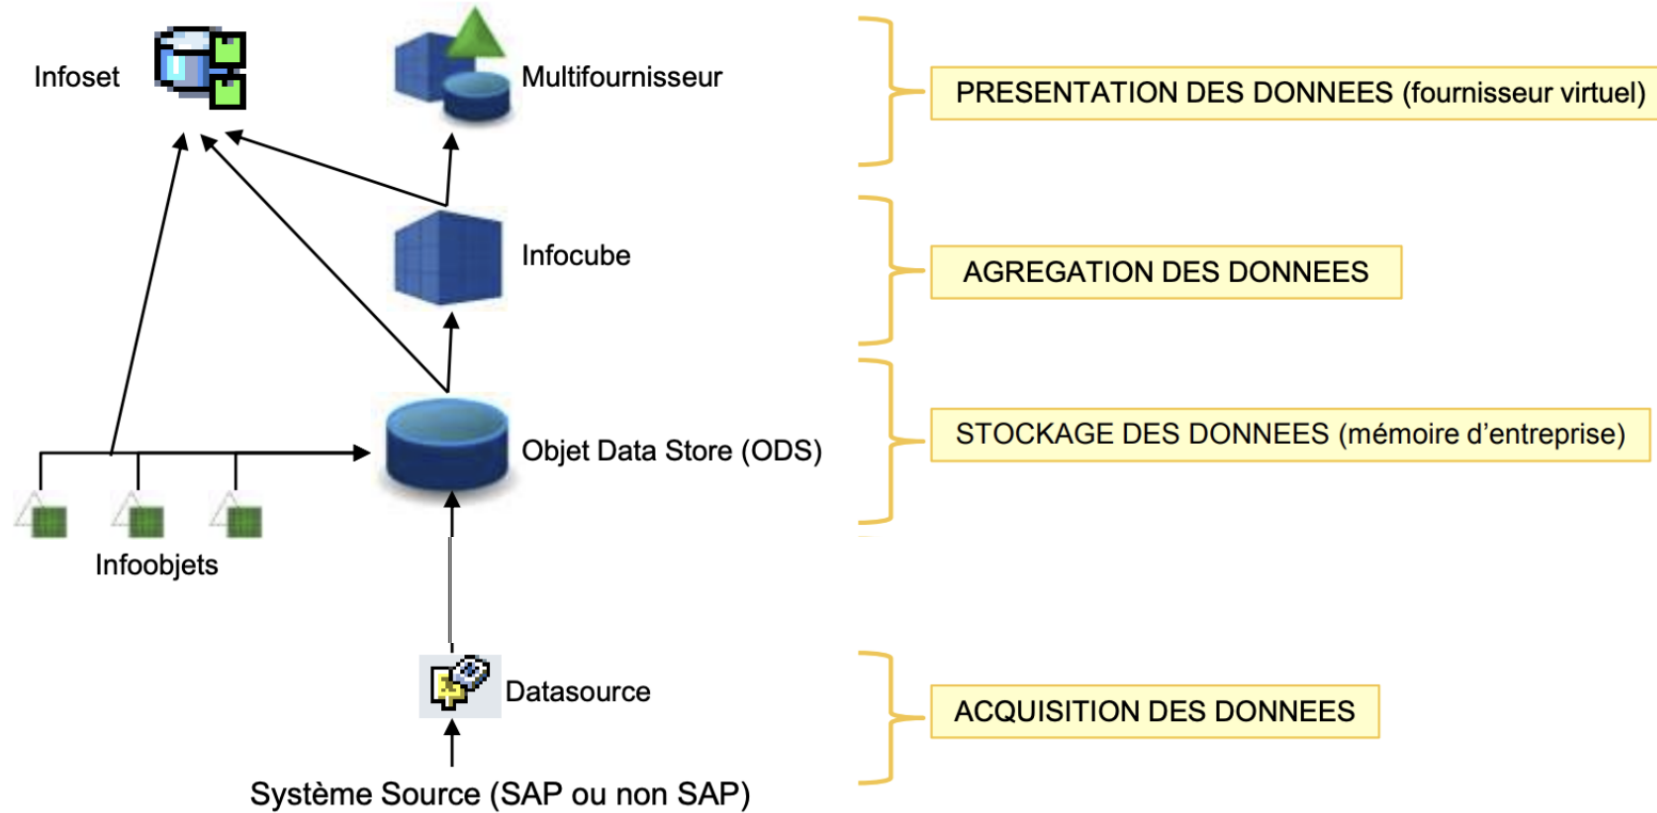 Infoset
Multifournisseur
PRESENTATION DES DONNEES (fournisseur virtuel)
Infocube
AGREGATION DES DONNEES
Objet Data Store (ODS)
STOCKAGE DES DONNEES (mémoire d'entreprise)
Infoobjets
Datasource
ACQUISITION DES DONNEES
Système Source (SAP ou non SAP)